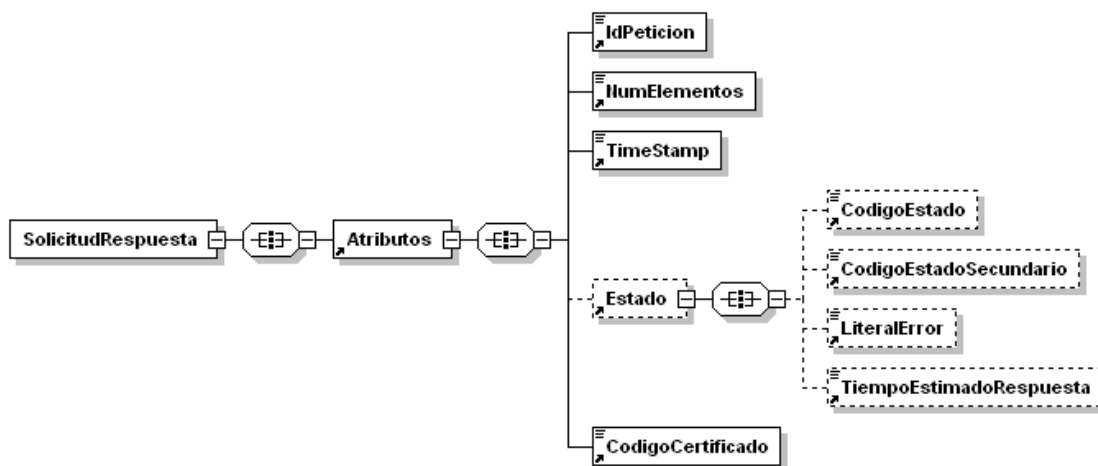 IdPeticion
NumElementos
TimeStamp
SolicitudRespuesta
Atributos
Estado
CodigoEstado
CodigoEstadoSecundario
LiteralError
TiempoEstimadoRespuesta
CodigoCertificado